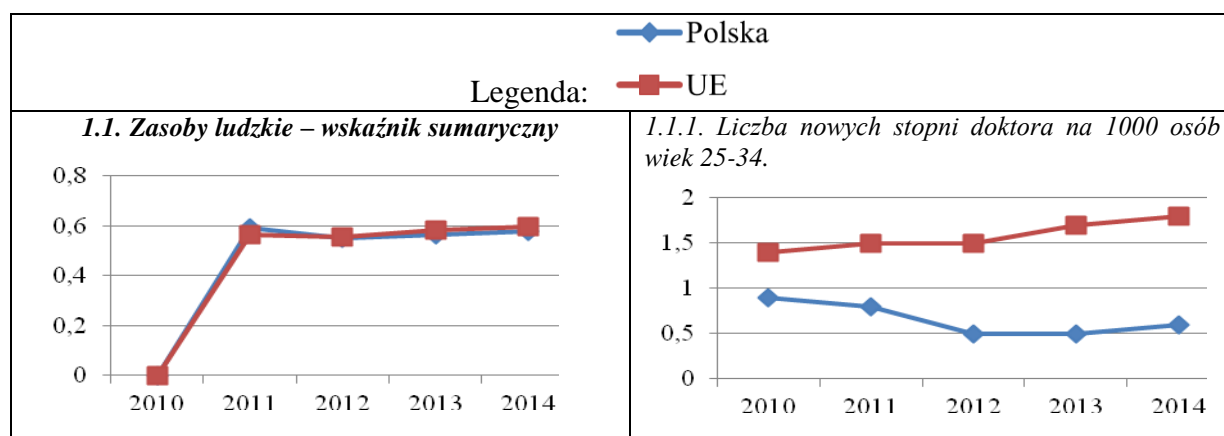 Polska
Legenda: UE
1.1. Zasoby ludzkie – wskaźnik sumaryczny
0,8
0,6
0,4
0,2
0
2010 2011 2012 2013 2014
1.1.1. Liczba nowych stopni doktora na 1000 osób
wiek 25-34.
2
1,5
1
0,5
0
2010 2011 2012 2013 2014